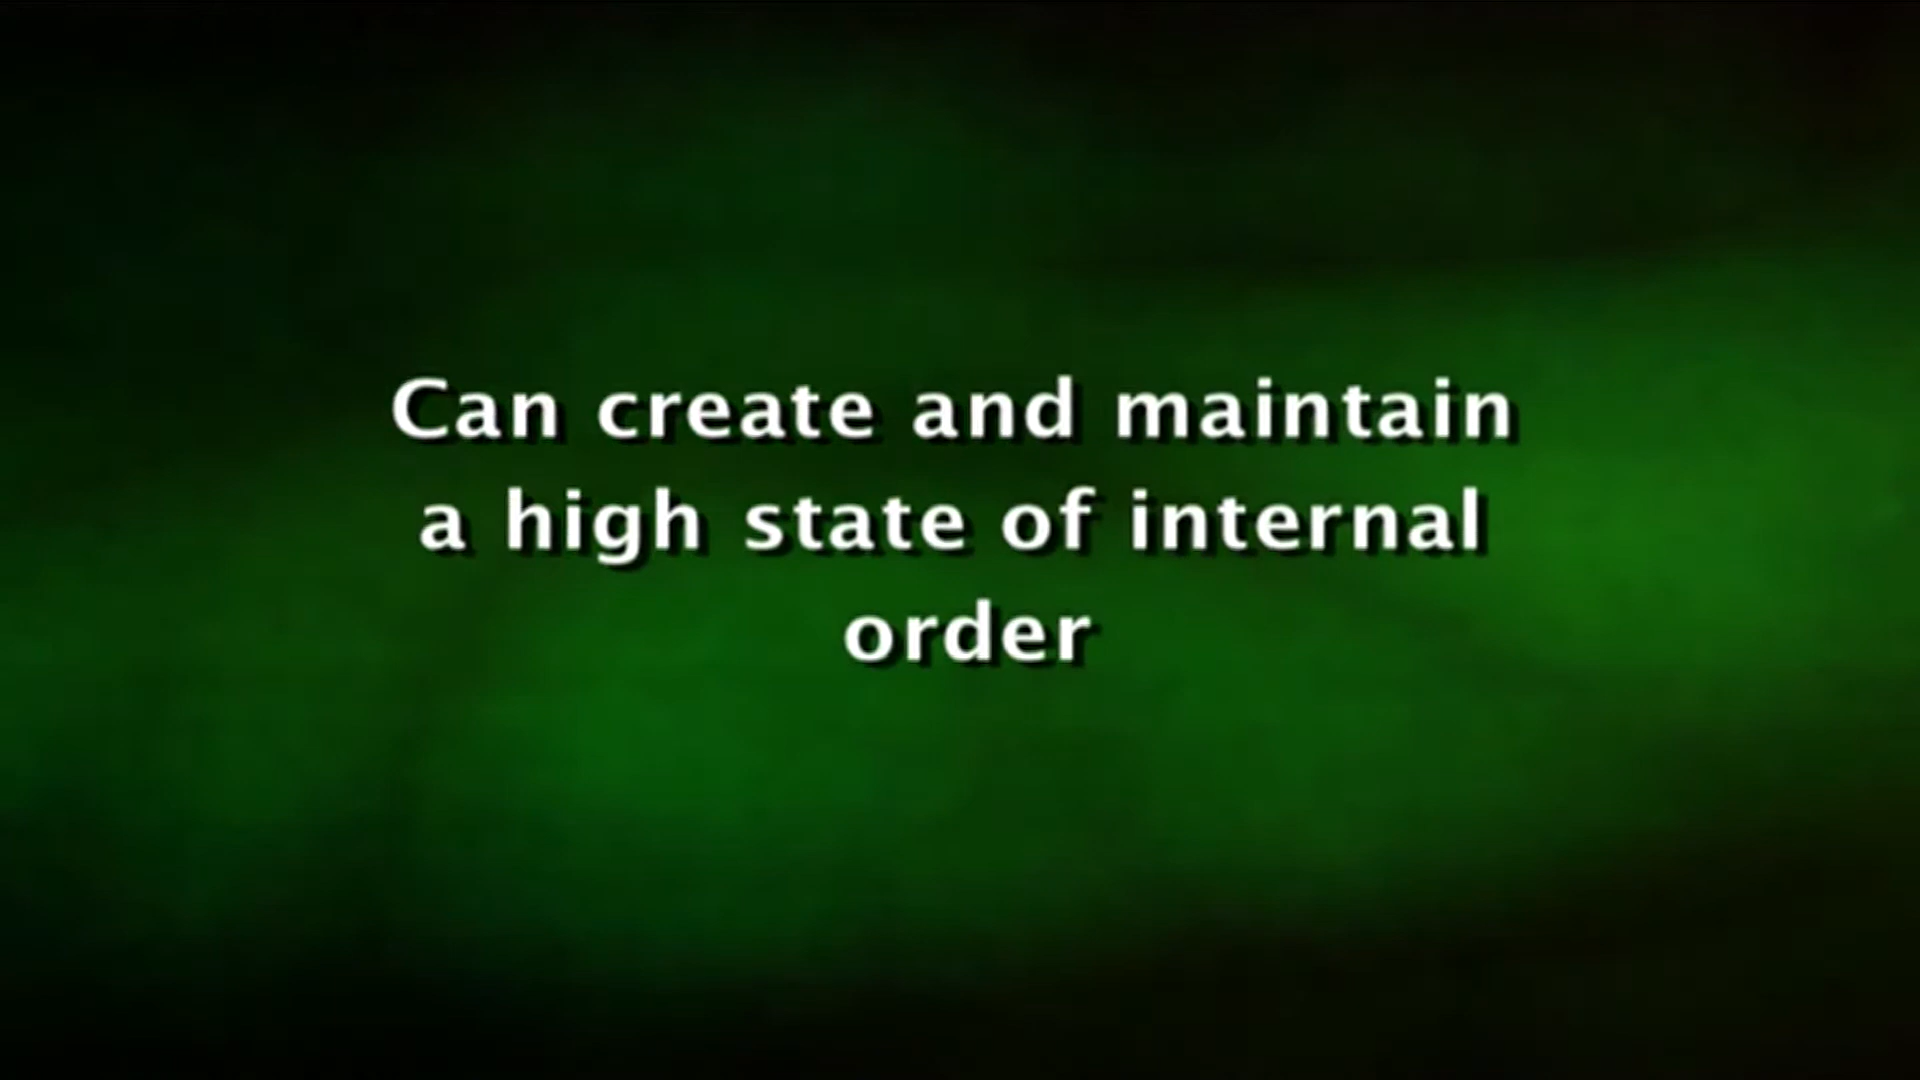 Can create and maintain
a high state of internal
order